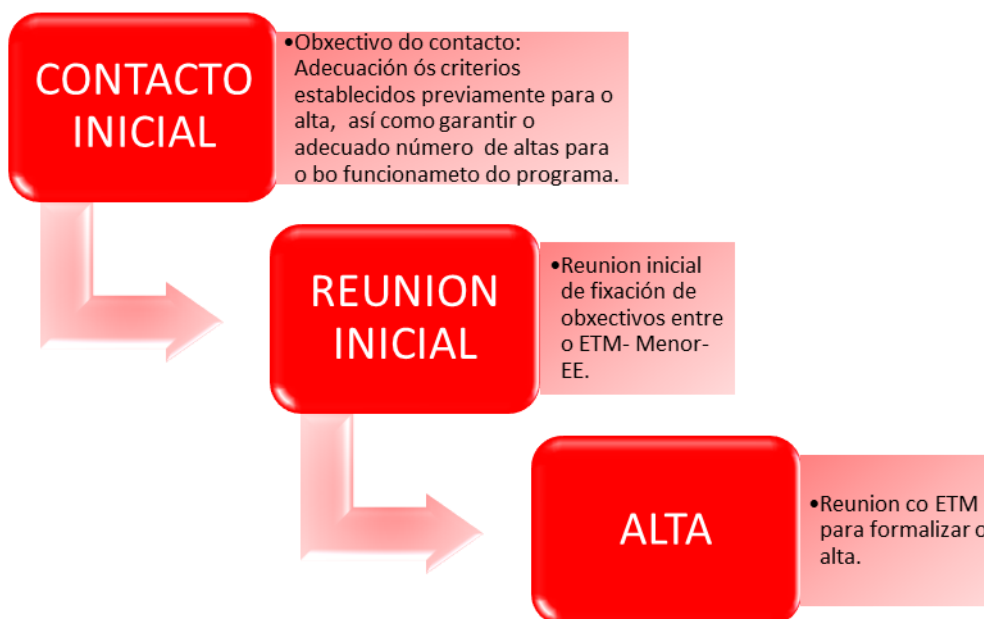 CONTACTO
INICIAL
•Obxectivo do contacto:
Adecuación ós criterios
establecidos previamente para o
alta, así como garantir o
adecuado número de altas para
o bo funcionameto do programa.
REUNION
INICIAL
•Reunion inicial
de fixación de
obxectivos entre
o ETM- Menor-
EE.
ALTA
•Reunion co ETM
para formalizar o
alta.